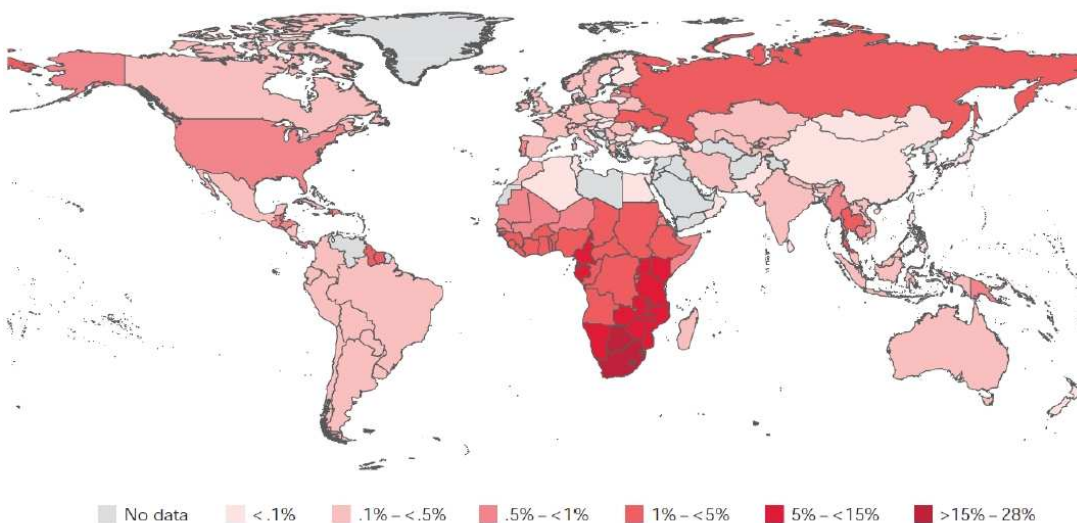 No data < .1% .1% – <.5% .5% – <1% 1% – <5% 5% – <15% >15% – 28%